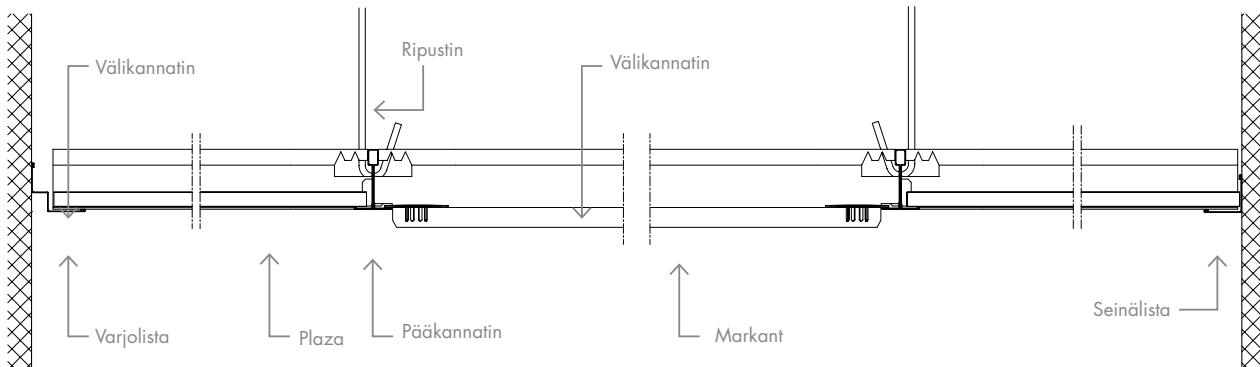 Välikannatin
Ripustin
Välikannatin
Varjolista
Plaza
Pääkannatin
Markant
Seinälista